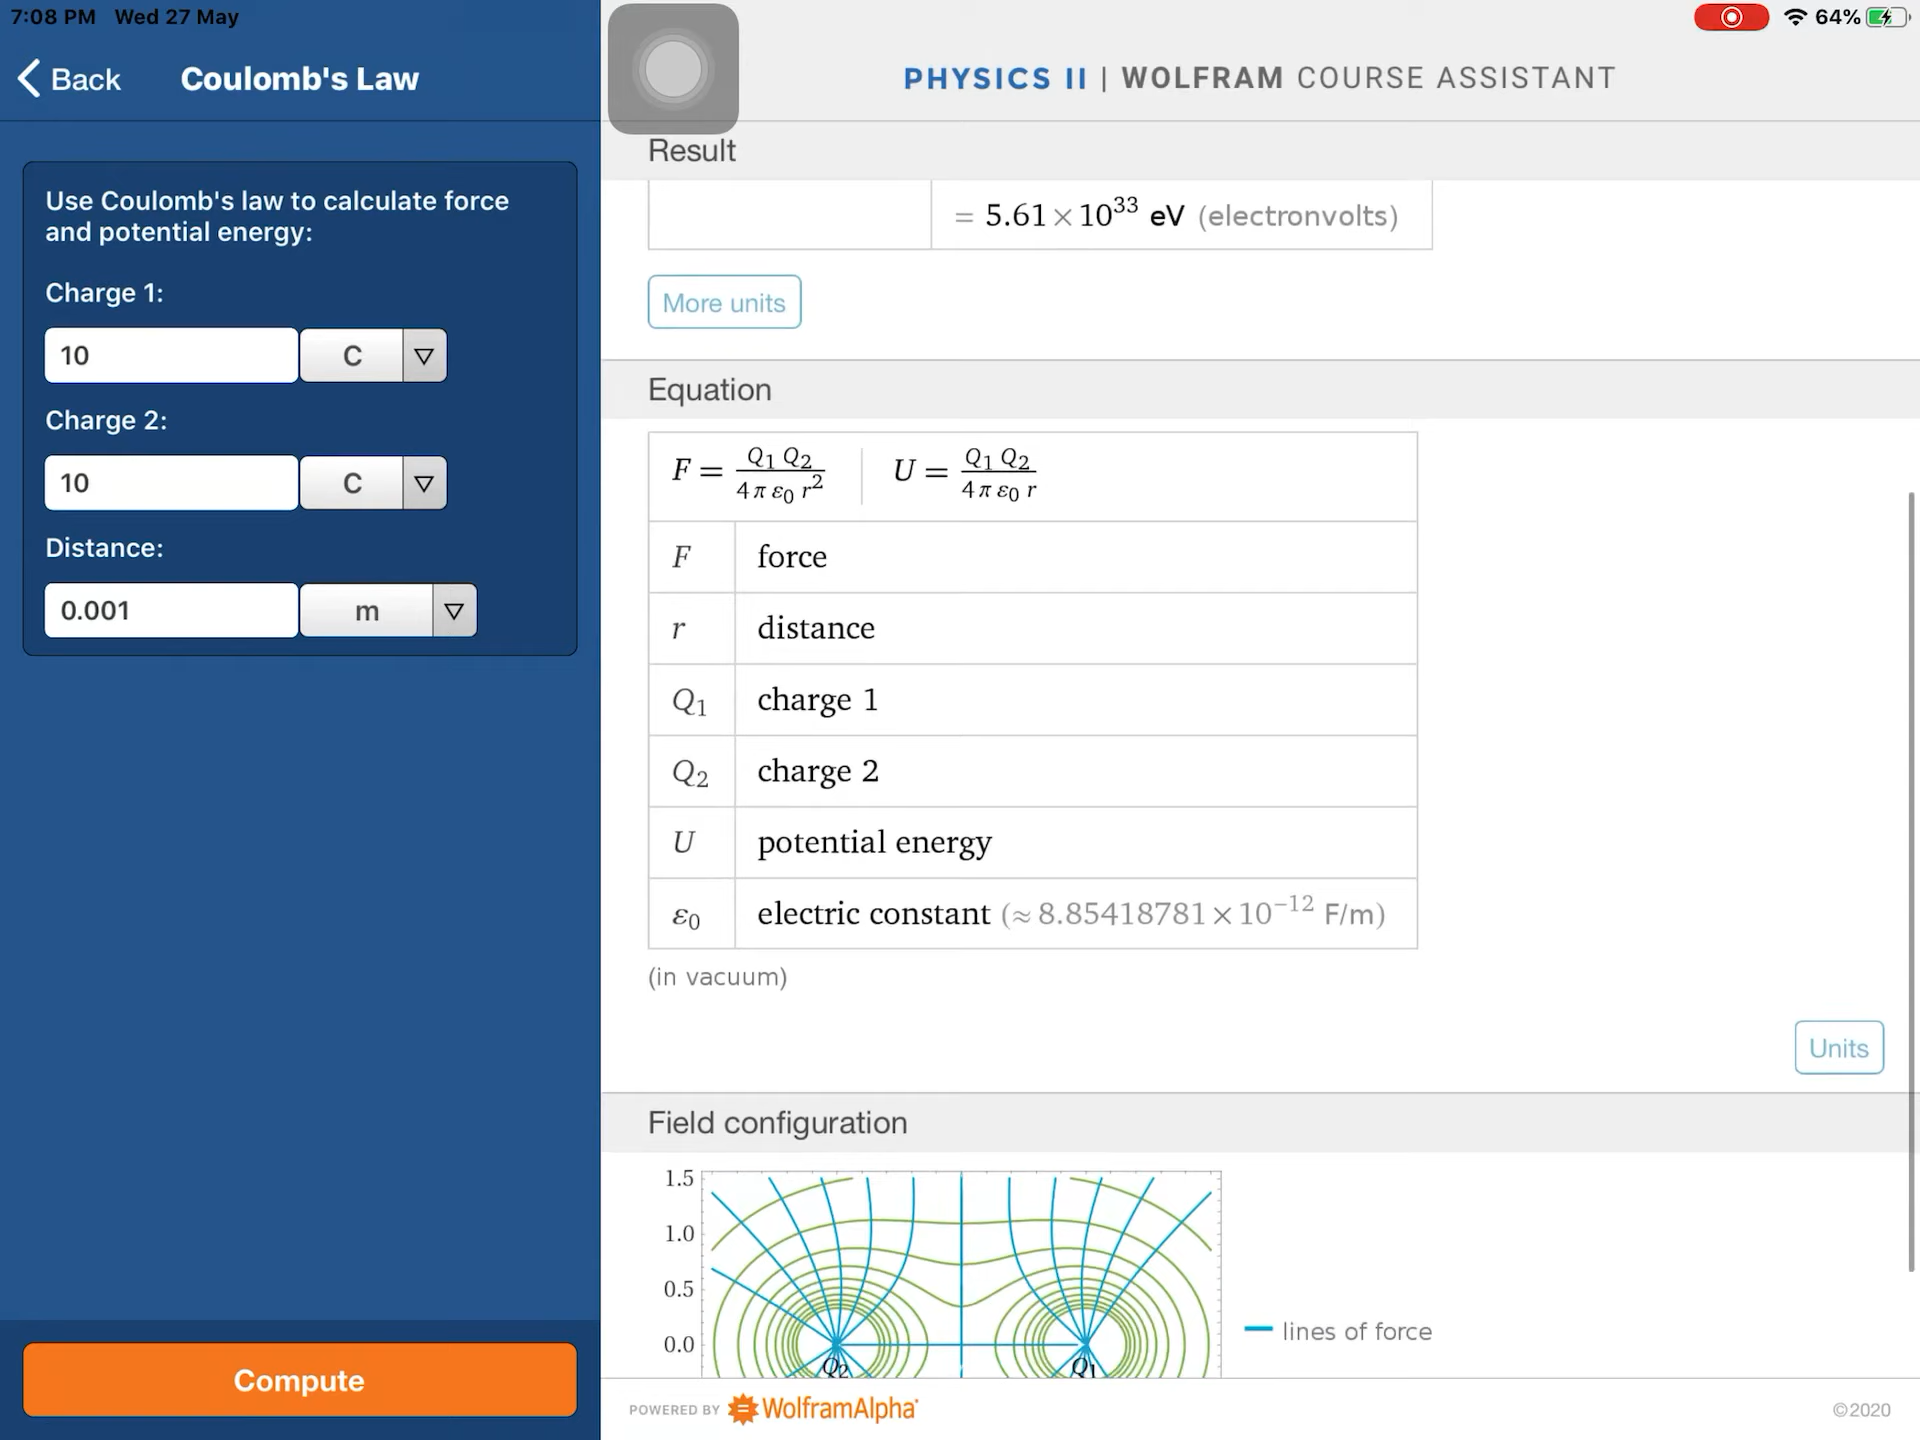 7:08 PM Wed 27 May
64%
Back
Coulomb's Law
PHYSICS II | WOLFRAM COURSE ASSISTANT
Use Coulomb's law to calculate force
and potential energy:
Charge 1:
10 C
Charge 2:
10 C
Distance:
0.001 m
Compute
Result
= 5.61×10³³ eV (electronvolts)
More units
Equation
F = Q₁ Q₂ / 4 π ε₀ r² | U = Q₁ Q₂ / 4 π ε₀ r
F force
r distance
Q₁ charge 1
Q₂ charge 2
U potential energy
ε₀ electric constant (≈ 8.85418781×10⁻¹² F/m)
(in vacuum)
Units
Field configuration
1.5
1.0
0.5
0.0
Q₂ Q₁
lines of force
POWERED BY WolframAlpha
©2020